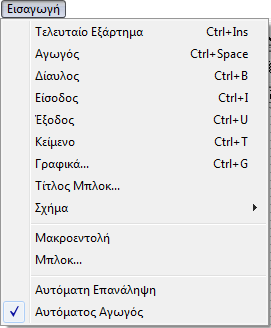 Εισαγωγή
Τελευταίο Εξάρτημα Ctrl+Ins
Αγωγός Ctrl+Space
Δίαυλος Ctrl+B
Είσοδος Ctrl+I
Έξοδος Ctrl+U
Κείμενο Ctrl+T
Γραφικά... Ctrl+G
Τίτλος Μπλοκ...
Σχήμα
Μακροεντολή
Μπλοκ...
Αυτόματη Επανάληψη
Αυτόματος Αγωγός